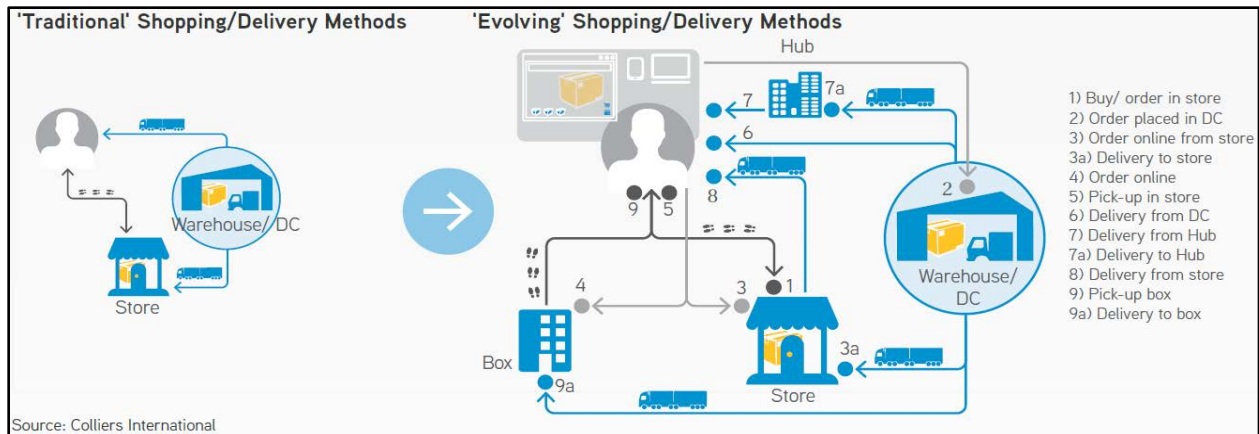 'Traditional' Shopping/Delivery Methods
Warehouse/ DC
Store
'Evolving' Shopping/Delivery Methods
Hub
7
7a
6
8
2
9
5
4
3
1
Warehouse/
DC
Box
3a
9a
Store
1) Buy/ order in store
2) Order placed in DC
3) Order online from store
3a) Delivery to store
4) Order online
5) Pick-up in store
6) Delivery from DC
7) Delivery from Hub
7a) Delivery to Hub
8) Delivery from store
9) Pick-up box
9a) Delivery to box
Source: Colliers International